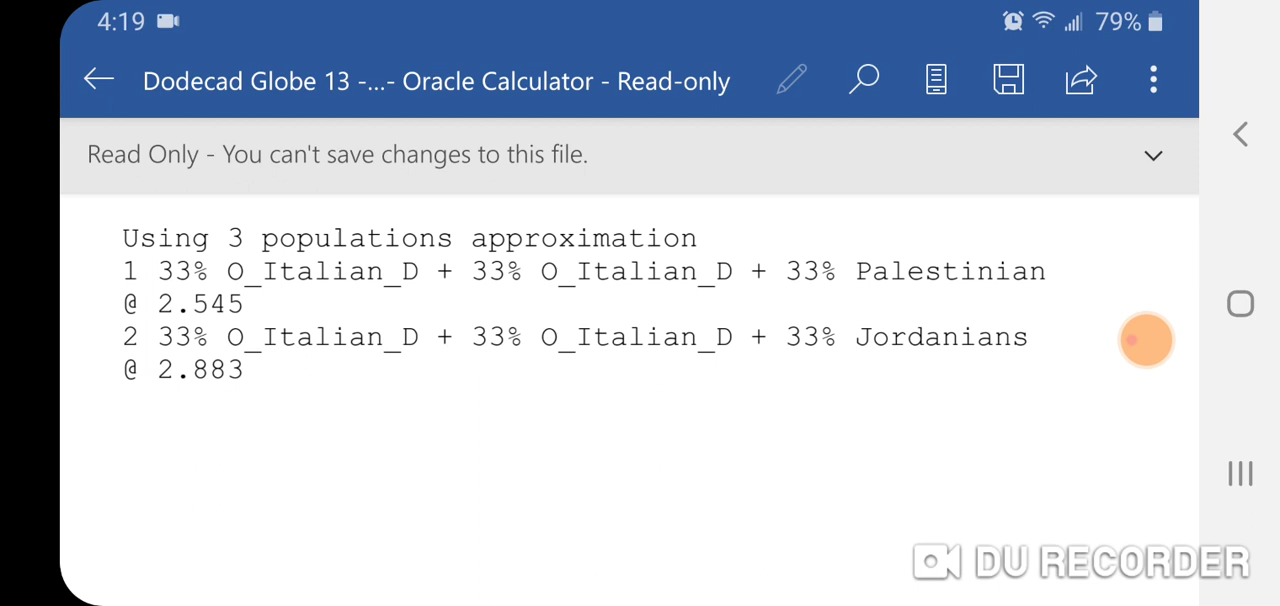 4:19 79%
Dodecad Globe 13 -...- Oracle Calculator - Read-only
Read Only - You can't save changes to this file.
Using 3 populations approximation
1 33% O_Italian_D + 33% O_Italian_D + 33% Palestinian
@ 2.545
2 33% O_Italian_D + 33% O_Italian_D + 33% Jordanians
@ 2.883
DU RECORDER